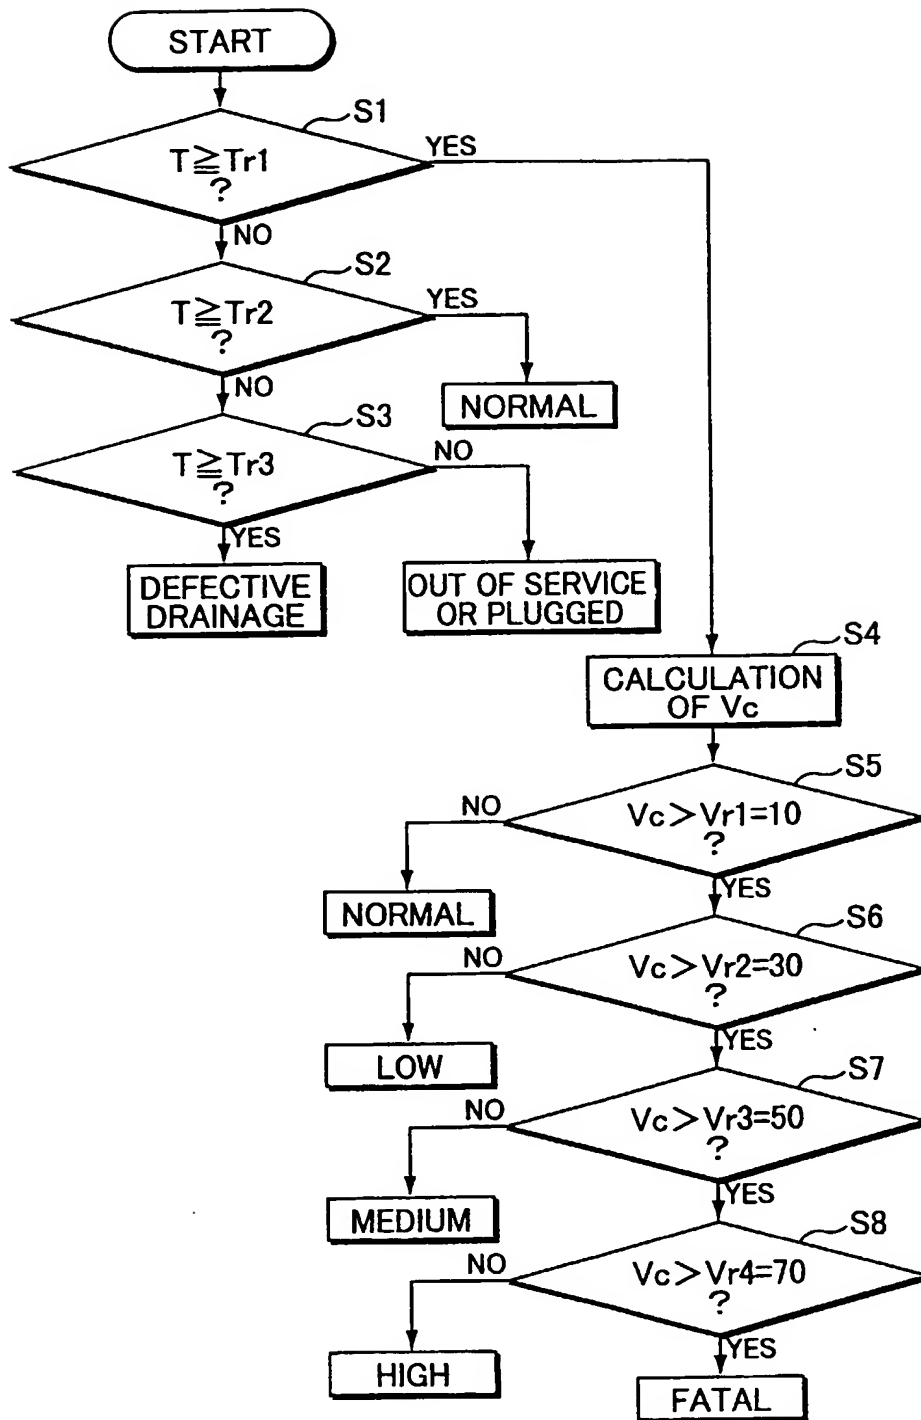 START
S1
T≧Tr1
?
YES
NO
S2
T≧Tr2
?
YES
NO
NORMAL
S3
T≧Tr3
?
NO
YES
DEFECTIVE
DRAINAGE
OUT OF SERVICE
OR PLUGGED
S4
CALCULATION
OF Vc
S5
Vc>Vr1=10
?
NO
YES
NORMAL
S6
Vc>Vr2=30
?
NO
YES
LOW
S7
Vc>Vr3=50
?
NO
YES
MEDIUM
S8
Vc>Vr4=70
?
NO
YES
HIGH
FATAL